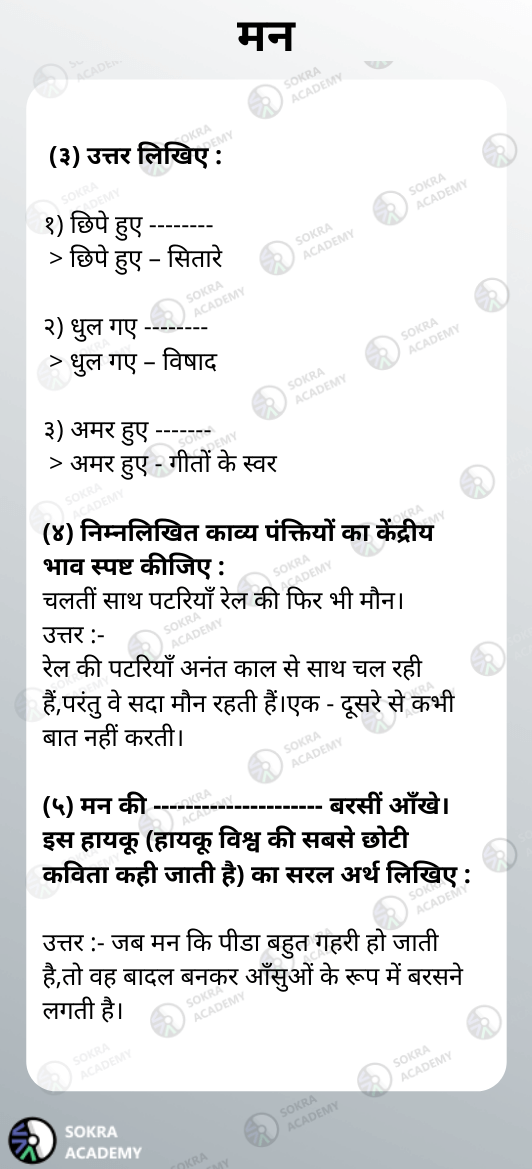 मन
(३) उत्तर लिखिए :
१) छिपे हुए --------
> छिपे हुए – सितारे
२) धुल गए --------
> धुल गए – विषाद
३) अमर हुए -------
> अमर हुए - गीतों के स्वर
(४) निम्नलिखित काव्य पंक्तियों का केंद्रीय
भाव स्पष्ट कीजिए :
चलतीं साथ पटरियाँ रेल की फिर भी मौन।
उत्तर :-
रेल की पटरियाँ अनंत काल से साथ चल रही
हैं,परंतु वे सदा मौन रहती हैं।एक - दूसरे से कभी
बात नहीं करती।
(५) मन की --------------------- बरसीं आँखे।
इस हायकू (हायकू विश्व की सबसे छोटी
कविता कही जाती है) का सरल अर्थ लिखिए :
उत्तर :- जब मन कि पीडा बहुत गहरी हो जाती
है,तो वह बादल बनकर आँसुओं के रूप में बरसने
लगती है।
SOKRA
ACADEMY